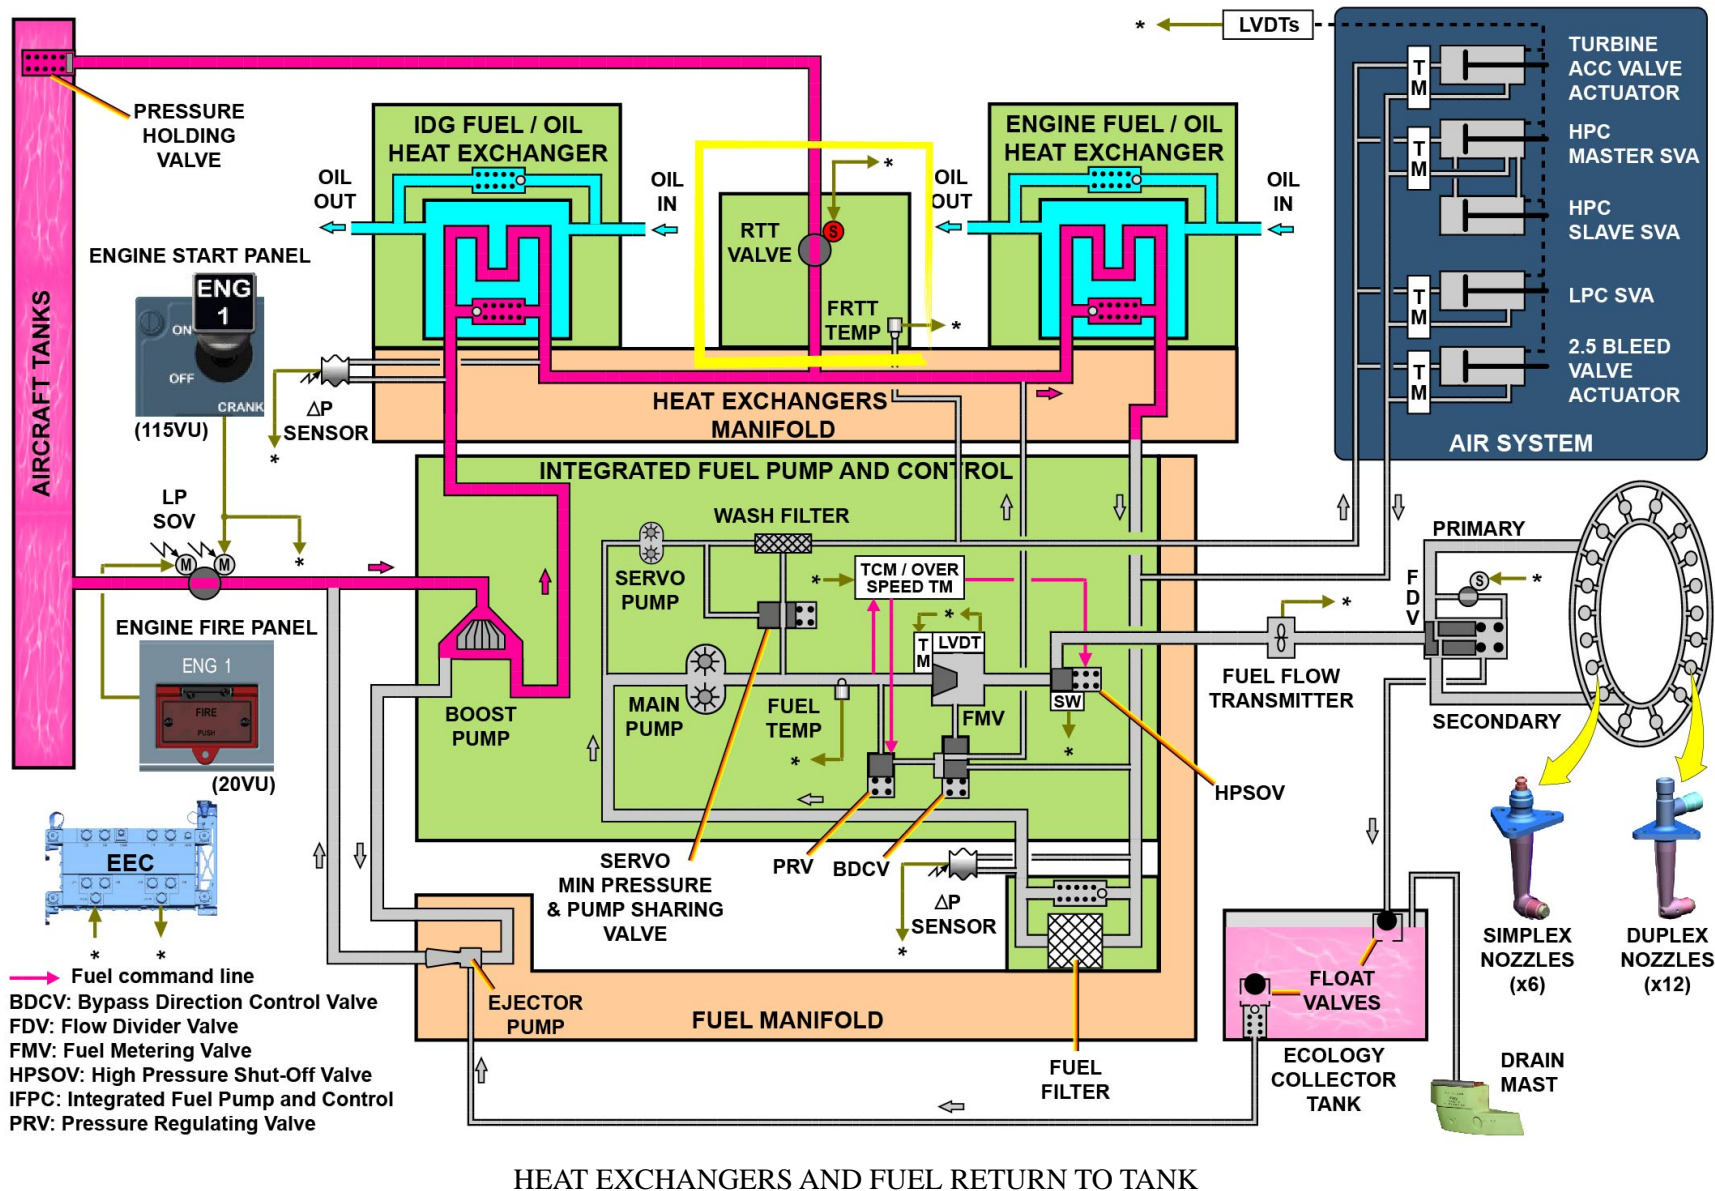 LVDTs
*
TURBINE
ACC VALVE
ACTUATOR
TM
HPC
MASTER SVA
TM
HPC
SLAVE SVA
LPC SVA
TM
2.5 BLEED
VALVE
ACTUATOR
TM
AIR SYSTEM
PRESSURE
HOLDING
VALVE
IDG FUEL / OIL
HEAT EXCHANGER
OIL
OUT
OIL
IN
*
RTT
VALVE
S
FRTT
TEMP
*
ENGINE FUEL / OIL
HEAT EXCHANGER
OIL
OUT
OIL
IN
AIRCRAFT TANKS
ENGINE START PANEL
ENG
1
ON
OFF
CRANK
(115VU)
ΔP
SENSOR
*
HEAT EXCHANGERS
MANIFOLD
INTEGRATED FUEL PUMP AND CONTROL
LP
SOV
M
M
*
WASH FILTER
SERVO
PUMP
*
TCM / OVER
SPEED TM
*
TM
LVDT
MAIN
PUMP
FUEL
TEMP
*
FMV
SW
*
BOOST
PUMP
ENGINE FIRE PANEL
ENG 1
FIRE
PUSH
(20VU)
PRIMARY
FDV
S
*
*
FUEL FLOW
TRANSMITTER
SECONDARY
HPSOV
EEC
*
*
SERVO
MIN PRESSURE
& PUMP SHARING
VALVE
PRV
BDCV
ΔP
SENSOR
*
EJECTOR
PUMP
FUEL MANIFOLD
FUEL
FILTER
FLOAT
VALVES
ECOLOGY
COLLECTOR
TANK
DRAIN
MAST
SIMPLEX
NOZZLES
(x6)
DUPLEX
NOZZLES
(x12)
Fuel command line
BDCV: Bypass Direction Control Valve
FDV: Flow Divider Valve
FMV: Fuel Metering Valve
HPSOV: High Pressure Shut-Off Valve
IFPC: Integrated Fuel Pump and Control
PRV: Pressure Regulating Valve
HEAT EXCHANGERS AND FUEL RETURN TO TANK